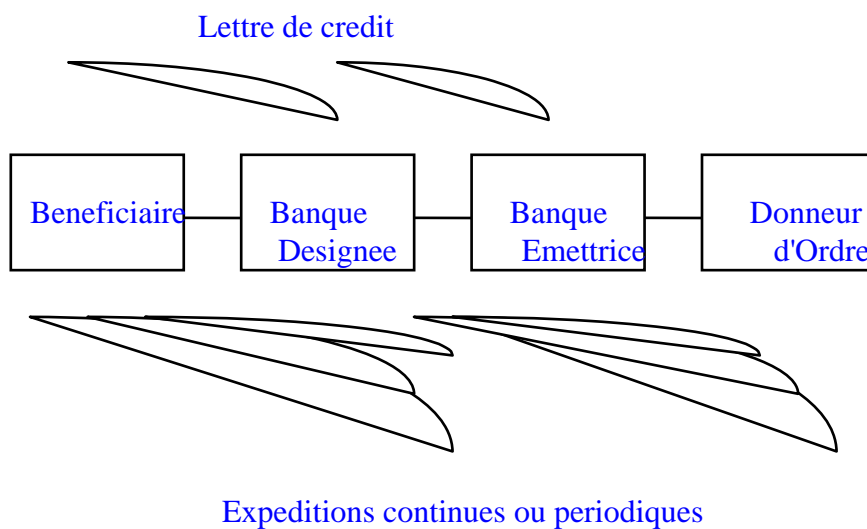 Lettre de credit
Beneficiaire
Banque
Designee
Banque
Emettrice
Donneur
d'Ordre
Expeditions continues ou periodiques